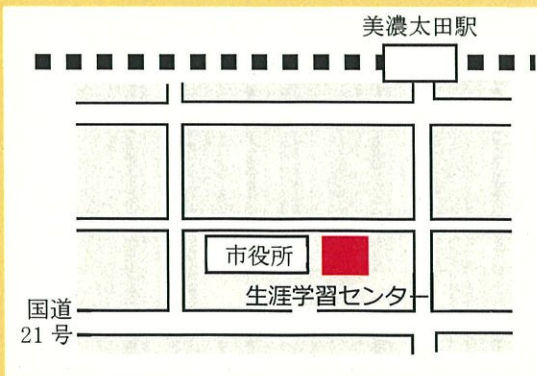 美濃太田駅
市役所
生涯学習センター
国道
21号